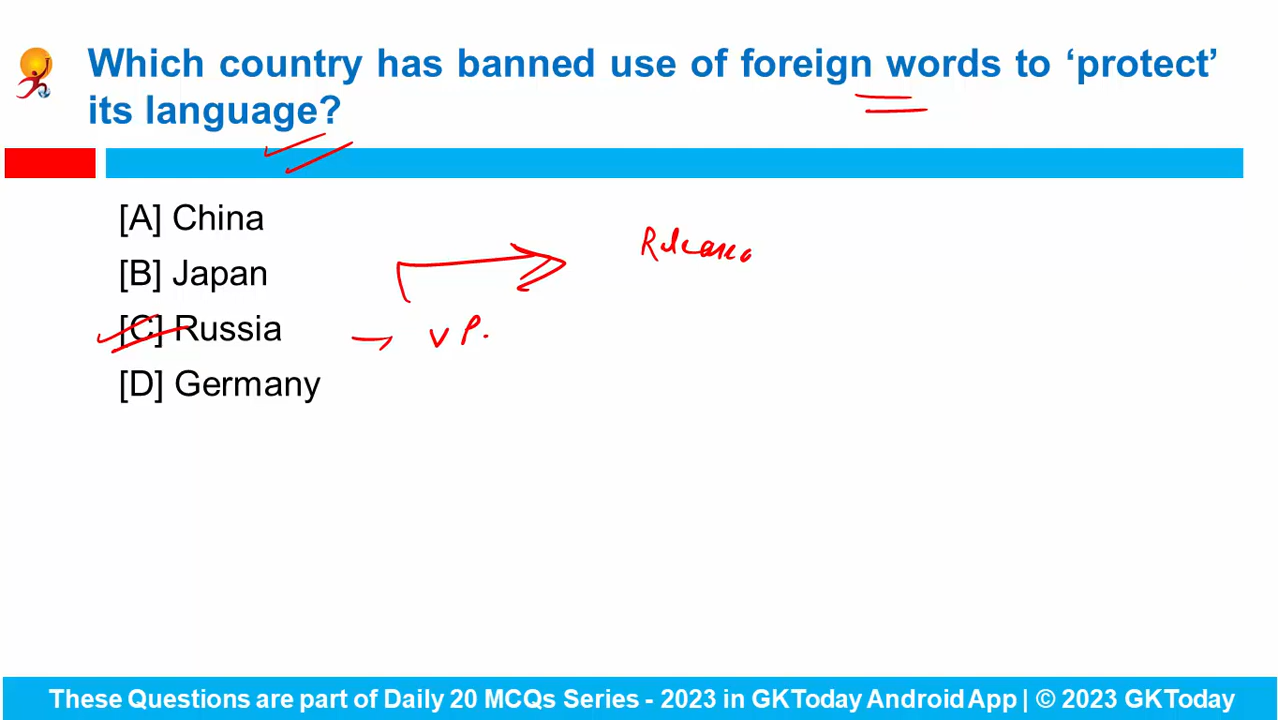 Which country has banned use of foreign words to ‘protect’
its language?
[A] China
[B] Japan
Release
[C] Russia → V P.
[D] Germany
These Questions are part of Daily 20 MCQs Series - 2023 in GKToday Android App | © 2023 GKToday